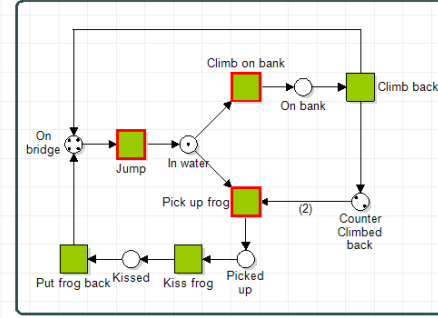 Climb on bank
On bank
Climb back
On
bridge
Jump
In water
Pick up frog
(2)
Counter
Climbed
back
Put frog back
Kissed
Kiss frog
Picked
up